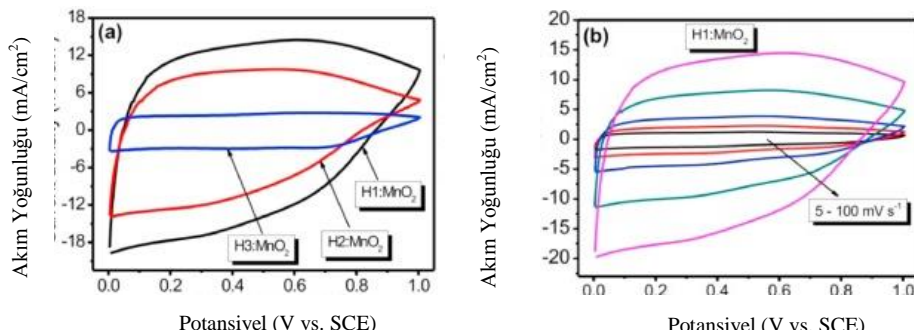 (a)
Akım Yoğunluğu (mA/cm²)
18
12
6
0
-6
-12
-18
H1:MnO₂
H3:MnO₂
H2:MnO₂
0.0 0.2 0.4 0.6 0.8 1.0
Potansiyel (V vs. SCE)
(b)
H1:MnO₂
Akım Yoğunluğu (mA/cm²)
20
15
10
5
0
-5
-10
-15
-20
5 - 100 mV s⁻¹
0.0 0.2 0.4 0.6 0.8 1.0
Potansiyel (V vs. SCE)